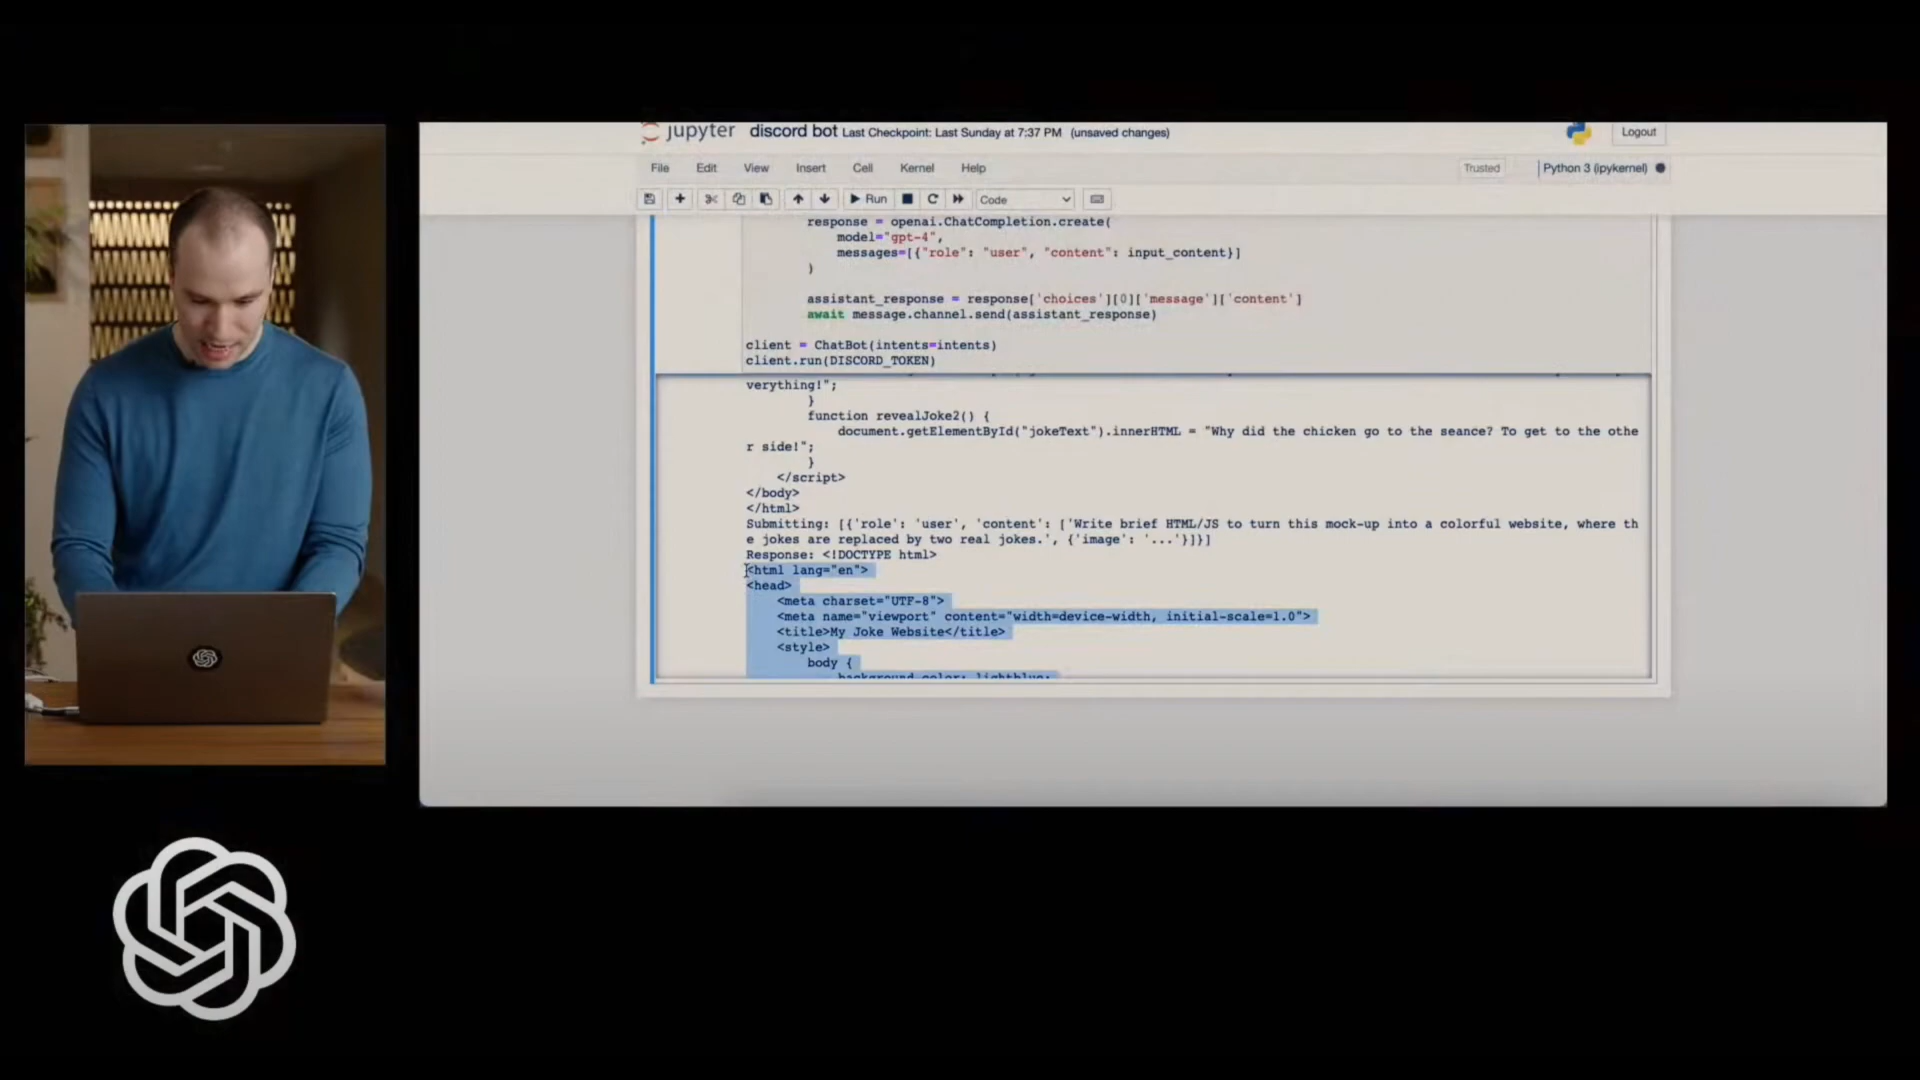 jupyter discord bot Last Checkpoint: Last Sunday at 7:37 PM (unsaved changes)
Logout
File Edit View Insert Cell Kernel Help
Trusted
Python 3 (ipykernel)
Run
Code
response = openai.ChatCompletion.create(
model="gpt-4",
messages=[{"role": "user", "content": input_content}]
)
assistant_response = response['choices'][0]['message']['content']
await message.channel.send(assistant_response)
client = ChatBot(intents=intents)
client.run(DISCORD_TOKEN)
verything!";
}
function revealJoke2() {
document.getElementById("jokeText").innerHTML = "Why did the chicken go to the seance? To get to the othe
r side!";
}
</script>
</body>
</html>
Submitting: [{'role': 'user', 'content': ['Write brief HTML/JS to turn this mock-up into a colorful website, where th
e jokes are replaced by two real jokes.', {'image': '...'}]}]
Response: <!DOCTYPE html>
<html lang="en">
<head>
<meta charset="UTF-8">
<meta name="viewport" content="width=device-width, initial-scale=1.0">
<title>My Joke Website</title>
<style>
body {
background-color: lightblue;